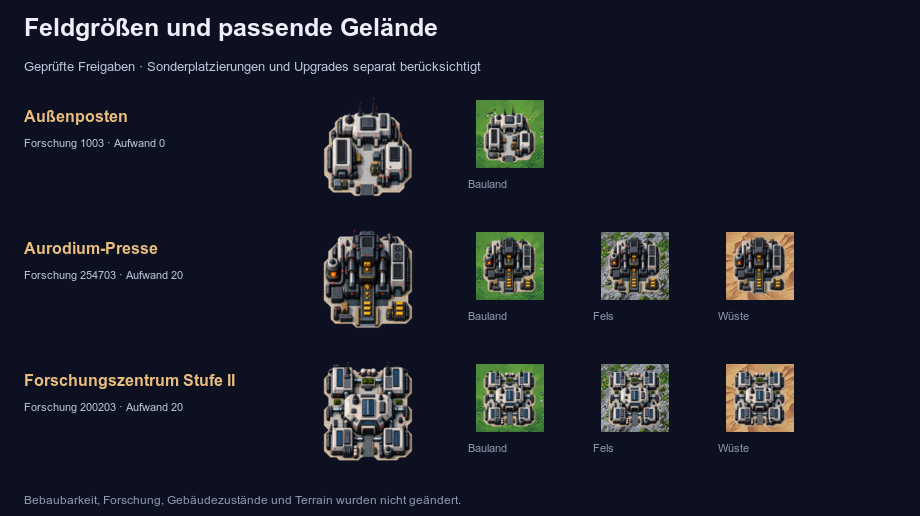 Feldgrößen und passende Gelände
Geprüfte Freigaben · Sonderplatzierungen und Upgrades separat berücksichtigt
Außenposten
Forschung 1003 · Aufwand 0
Bauland
Aurodium-Presse
Forschung 254703 · Aufwand 20
Bauland Fels Wüste
Forschungszentrum Stufe II
Forschung 200203 · Aufwand 20
Bauland Fels Wüste
Bebaubarkeit, Forschung, Gebäudezustände und Terrain wurden nicht geändert.